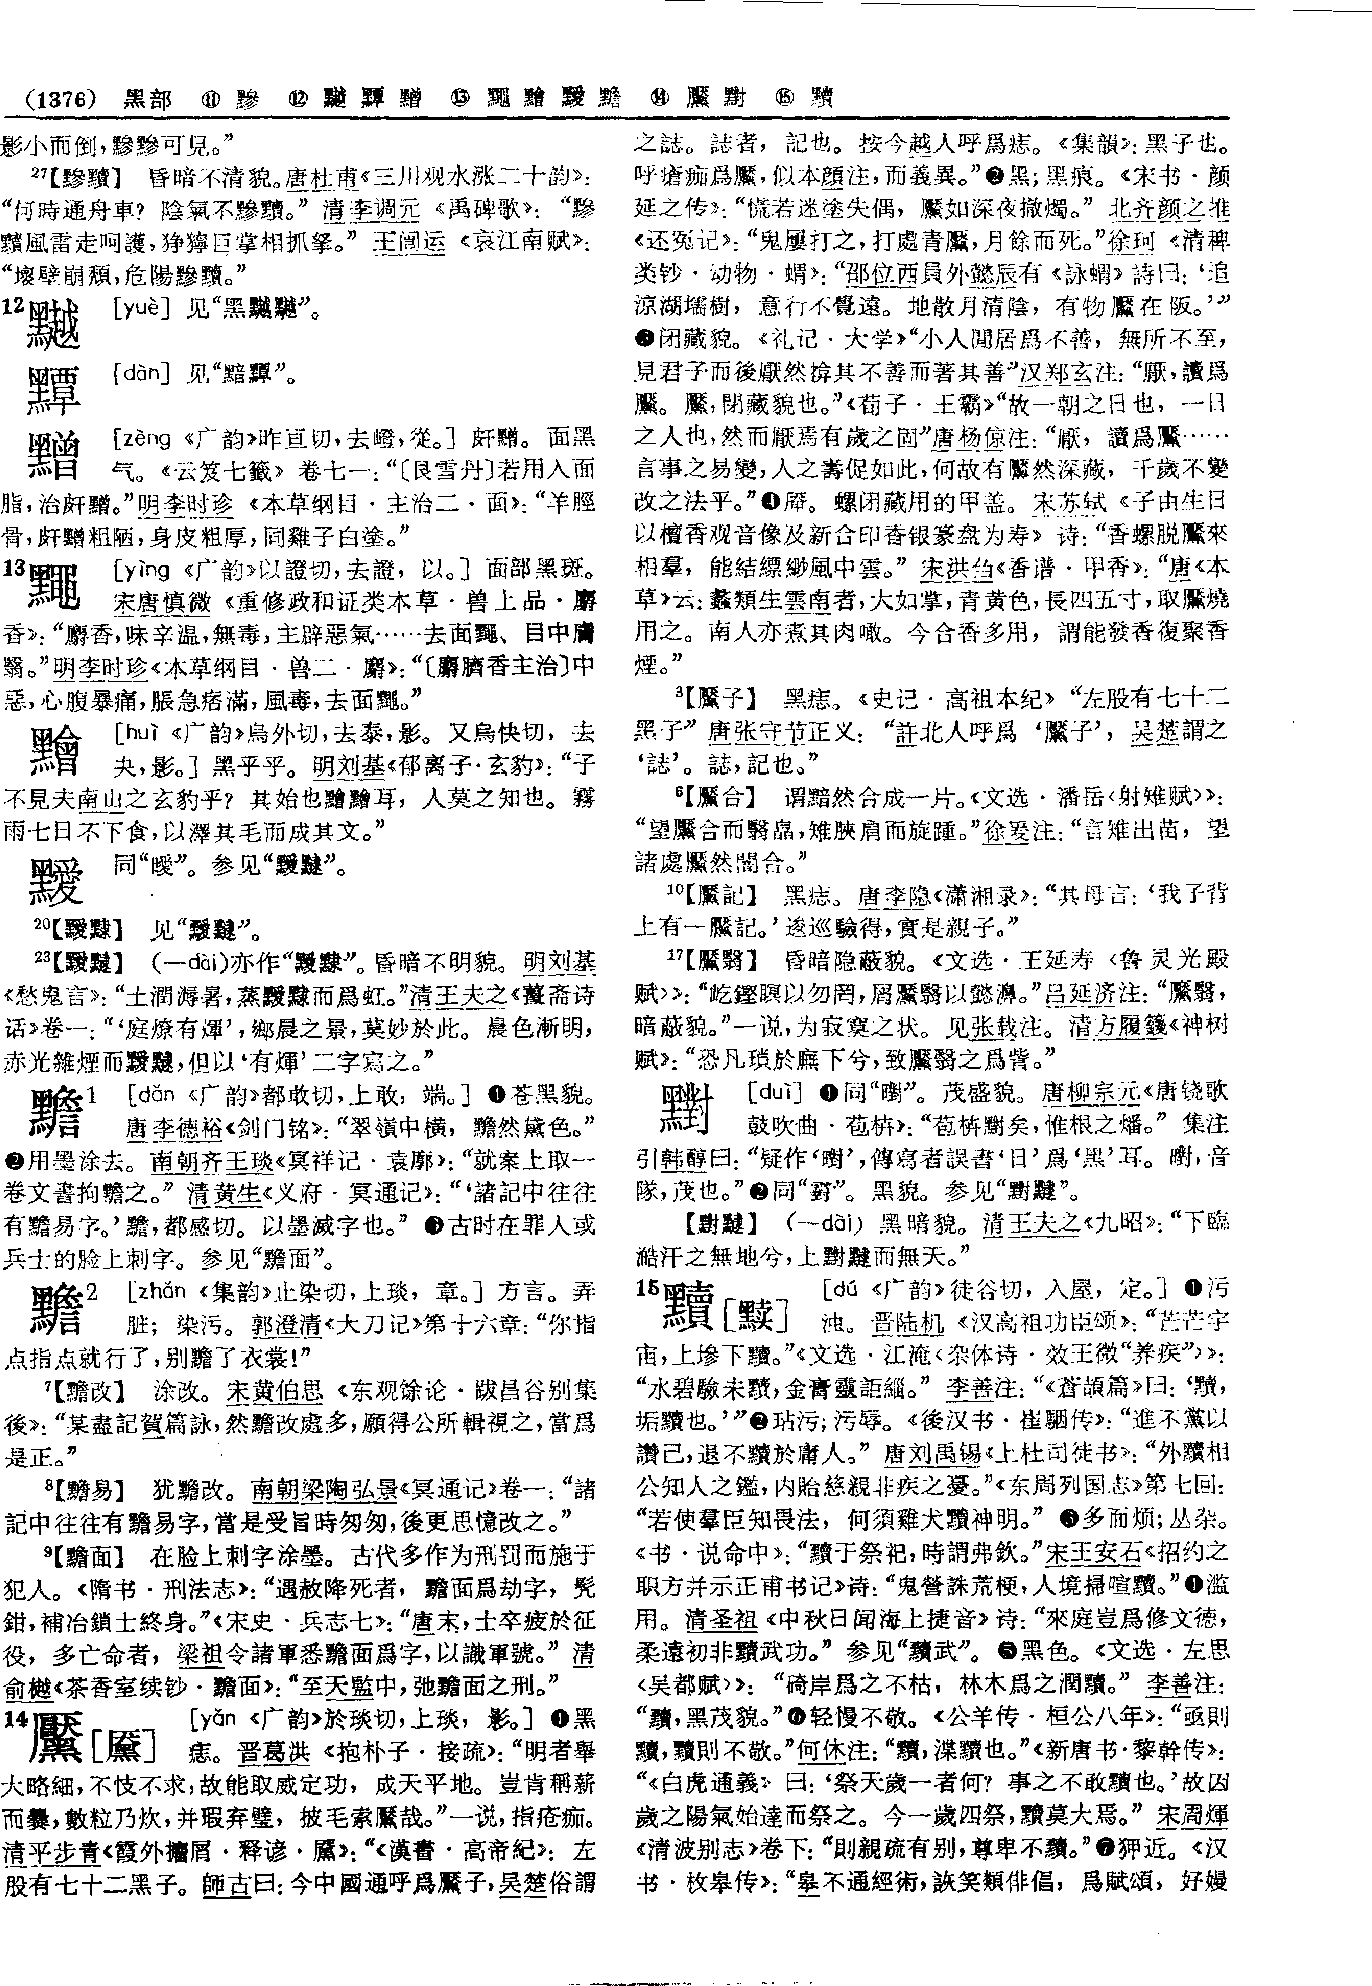 (1376) 黑部 ⑪ 黪 ⑫ 䵳 黮 䵴 ⑬ 䵴 黵 ⑭ 黶 ⑮ 黷
影小而倒，黪黪可見。”
27【黪黷】 昏暗不清貌。唐杜甫《三川观水涨二十韵》：
“何時通舟車？陰氣不黪黷。” 清李调元《禹碑歌》：“黪
黷風雷走呵護，狰獰巨掌相抓拏。” 王闿运《哀江南赋》：
“壞壁崩頹，危陽黪黷。”
12 [yuè] 见“黑”。
[dàn] 见“黯”。
[zèng《广韵》昨亘切，去嶝，從。] 皯䵴。面黑
气。《云笈七籤》卷七一：“〔艮雪丹〕若用入面
脂，治皯䵴。”明李时珍《本草纲目·主治二·面》：“羊脛
骨，皯䵴粗陋，身皮粗厚，同雞子白塗。”
13 [yìng《广韵》以證切，去證，以。] 面部黑斑。
宋唐慎微《重修政和证类本草·兽上品·麝
香》：“麝香，味辛温，無毒，主辟惡氣……去面䵴、目中膚
翳。”明李时珍《本草纲目·兽二·麝》：“〔麝臍香主治〕中
惡，心腹暴痛，脹急痞滿，風毒，去面。”
[huì《广韵》烏外切，去泰，影。又烏快切，去
夬，影。] 黑乎乎。明刘基《郁离子·玄豹》：“子
不見夫南山之玄豹乎？其始也耳，人莫之知也。霧
雨七日不下食，以澤其毛而成其文。”
同“曖”。参见“”。
20【】 见“”。
23【】 (—dài)亦作“”。昏暗不明貌。明刘基
《愁鬼言》：“土潤溽暑，蒸而爲虹。”清王夫之《薑斋诗
话》卷一：“‘庭燎有煇’，鄉晨之景，莫妙於此。晨色漸明，
赤光雜煙而，但以‘有煇’二字寫之。”
黵1 [dǎn《广韵》都敢切，上敢，端。] ❶苍黑貌。
唐李德裕《剑门铭》：“翠嶺中橫，黵然黛色。”
❷用墨涂去。南朝齐王琰《冥祥记·袁廓》：“就案上取一
卷文書拘黵之。” 清黄生《义府·冥通记》：“‘諸記中往往
有黵易字。’黵，都感切。以墨滅字也。” ❸古时在罪人或
兵士的脸上刺字。参见“黵面”。
黵2 [zhǎn《集韵》止染切，上琰，章。] 方言。弄
脏；染污。郭澄清《大刀记》第十六章：“你指
点指点就行了，别黵了衣裳！”
7【黵改】 涂改。宋黄伯思《东观馀论·跋昌谷别集
後》：“某盡記賀篇詠，然黵改處多，願得公所輯視之，當爲
是正。”
8【黵易】 犹黵改。南朝梁陶弘景《冥通记》卷一：“諸
記中往往有黵易字，當是受旨時匆匆，後更思憶改之。”
9【黵面】 在脸上刺字涂墨。古代多作为刑罚而施于
犯人。《隋书·刑法志》：“遇赦降死者，黵面爲劫字，髡
鉗，補冶鎖士終身。”《宋史·兵志七》：“唐末，士卒疲於征
役，多亡命者，梁祖令諸軍悉黵面爲字，以識軍號。” 清
俞樾《茶香室续钞·黵面》：“至天監中，弛黵面之刑。”
14 黶[黡] [yǎn《广韵》於琰切，上琰，影。] ❶黑
痣。晋葛洪《抱朴子·接疏》：“明者舉
大略細，不忮不求，故能取威定功，成天平地。豈肯稱薪
而爨，數粒乃炊，并瑕弃璧，披毛索黶哉。”一说，指疮痂。
清平步青《霞外攟屑·释谚·黡》：“《漢書·高帝紀》：左
股有七十二黑子。師古曰：今中國通呼爲黶子，吴楚俗謂
之誌。誌者，記也。按今越人呼爲痣。《集韻》：黑子也。
呼瘡痂爲黶，似本顔注，而義異。”❷黑；黑痕。《宋书·颜
延之传》：“慌若迷塗失偶，黶如深夜撤燭。” 北齐颜之推
《还冤记》：“鬼屢打之，打處青黶，月餘而死。”徐珂《清稗
类钞·动物·蝟》：“邵位西員外懿辰有《詠蝟》詩曰：‘追
涼湖壖樹，意行不覺遠。地散月清陰，有物黶在阪。’”
❸闭藏貌。《礼记·大学》“小人閒居爲不善，無所不至，
見君子而後厭然揜其不善而著其善”汉郑玄注：“厭，讀爲
黶。黶，閉藏貌也。”《荀子·王霸》“故一朝之日也，一日
之人也，然而厭焉有歲之固”唐杨倞注：“厭，讀爲黶……
言事之易變，人之壽促如此，何故有黶然深藏，千歲不變
改之法乎。”❹厣。螺闭藏用的甲盖。宋苏轼《子由生日
以檀香观音像及新合印香银篆盘为寿》诗：“香螺脱黶來
相羣，能結縹緲風中雲。” 宋洪刍《香谱·甲香》：“唐《本
草》云：蠡類生雲南者，大如掌，青黄色，長四五寸，取黶燒
用之。南人亦煮其肉噉。今合香多用，謂能發香復聚香
煙。”
3【黶子】 黑痣。《史记·高祖本纪》“左股有七十二
黑子” 唐张守节正义：“許北人呼爲‘黶子’，吴楚謂之
‘誌’。誌，記也。”
6【黶合】 谓黯然合成一片。《文选·潘岳〈射雉赋〉》：
“望黶合而翳晶，雉脥肩而旋踵。”徐爰注：“言雉出苗，望
諸處黶然闇合。”
10【黶記】 黑痣。唐李隐《潇湘录》：“其母言：‘我子背
上有一黶記。’逡巡驗得，實是親子。”
17【黶翳】 昏暗隐蔽貌。《文选·王延寿〈鲁灵光殿
赋〉》：“屹鏗瞑以勿罔，屑黶翳以懿濞。”吕延济注：“黶翳，
暗蔽貌。”一说，为寂寞之状。见张载注。清方履籛《神树
赋》：“恐凡瑣於庭下兮，致黶翳之爲眚。”
[duì] ❶同“㬣”。茂盛貌。唐柳宗元《唐铙歌
鼓吹曲·苞枿》：“苞枿矣，惟根之蟠。” 集注
引韩醇曰：“疑作‘㬣’，傳寫者誤書‘日’爲‘黑’耳。㬣，音
隊，茂也。”❷同“”。黑貌。参见“”。
【】 (—dài) 黑暗貌。清王夫之《九昭》：“下臨
澔汗之無地兮，上而無天。”
15 黷[黩] [dú《广韵》徒谷切，入屋，定。] ❶污
浊。晋陆机《汉高祖功臣颂》：“芒芒宇
宙，上墋下黷。”《文选·江淹〈杂体诗·效王微“养疾”〉》：
“水碧驗未黷，金膏靈詎緇。” 李善注：“《蒼頡篇》曰：‘黷，
垢黷也。’”❷玷污；污辱。《後汉书·崔駰传》：“進不黨以
讚己，退不黷於庸人。” 唐刘禹锡《上杜司徒书》：“外黷相
公知人之鑑，内貽慈親非疾之憂。”《东周列国志》第七回：
“若使羣臣知畏法，何須雞犬黷神明。” ❸多而烦；丛杂。
《书·说命中》：“黷于祭祀，時謂弗欽。”宋王安石《招约之
职方并示正甫书记》诗：“鬼營誅荒梗，人境掃喧黷。”❹滥
用。清圣祖《中秋日闻海上捷音》诗：“來庭豈爲修文德，
柔遠初非黷武功。” 参见“黷武”。❺黑色。《文选·左思
〈吴都赋〉》：“碕岸爲之不枯，林木爲之潤黷。” 李善注：
“黷，黑茂貌。”❻轻慢不敬。《公羊传·桓公八年》：“亟則
黷，黷則不敬。”何休注：“黷，渫黷也。”《新唐书·黎幹传》：
“《白虎通義》曰：‘祭天歲一者何？事之不敢黷也。’故因
歲之陽氣始達而祭之。今一歲四祭，黷莫大焉。” 宋周煇
《清波别志》卷下：“則親疏有别，尊卑不黷。”❼狎近。《汉
书·枚皋传》：“皋不通經術，詼笑類俳倡，爲賦頌，好嫚